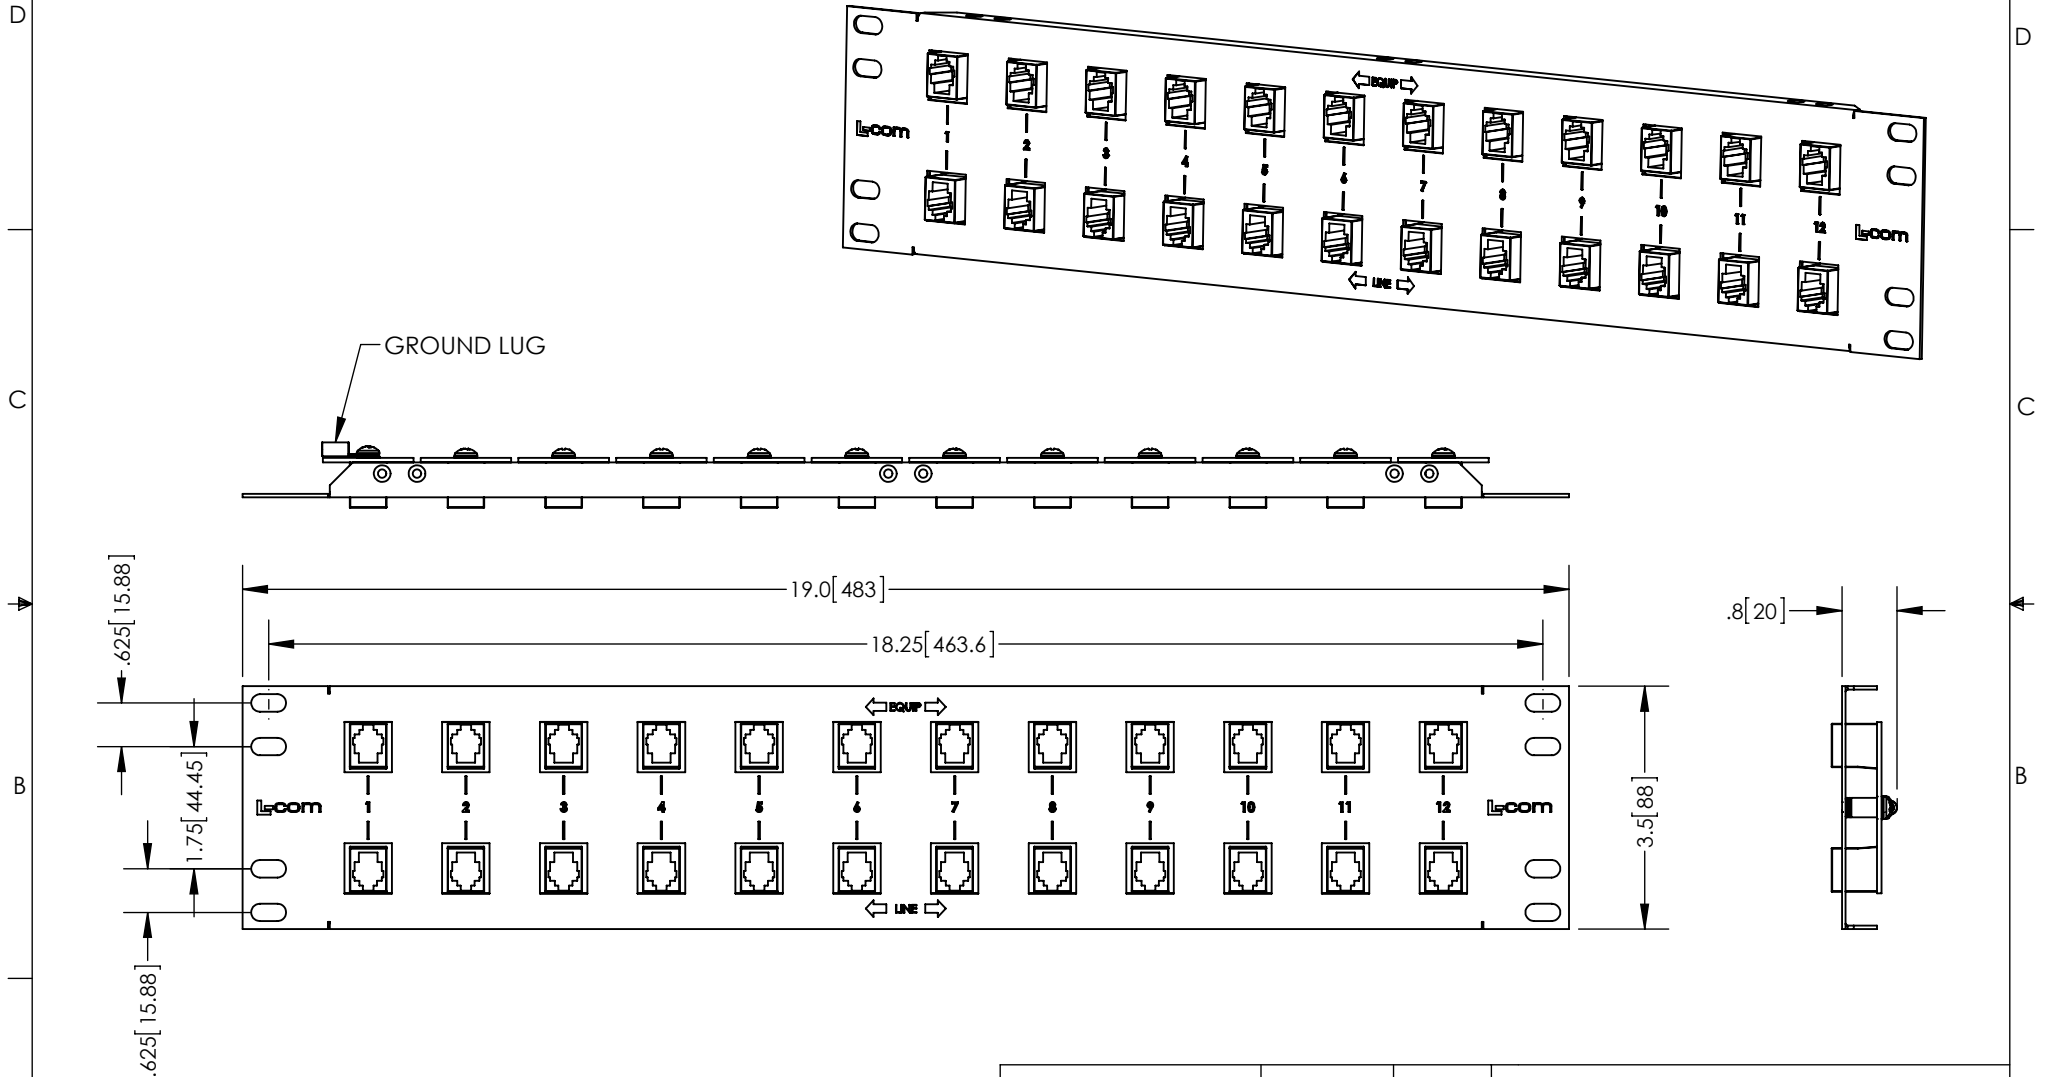 D
D
EQUIP
L-com
1
2
3
4
5
6
7
8
9
10
11
12
L-com
LINE
GROUND LUG
C
C
19.0[483]
.8[20]
18.25[463.6]
.625[15.88]
EQUIP
1.75[44.45]
B
B
L-com
1
2
3
4
5
6
7
8
9
10
11
12
L-com
3.5[88]
LINE
.625[15.88]